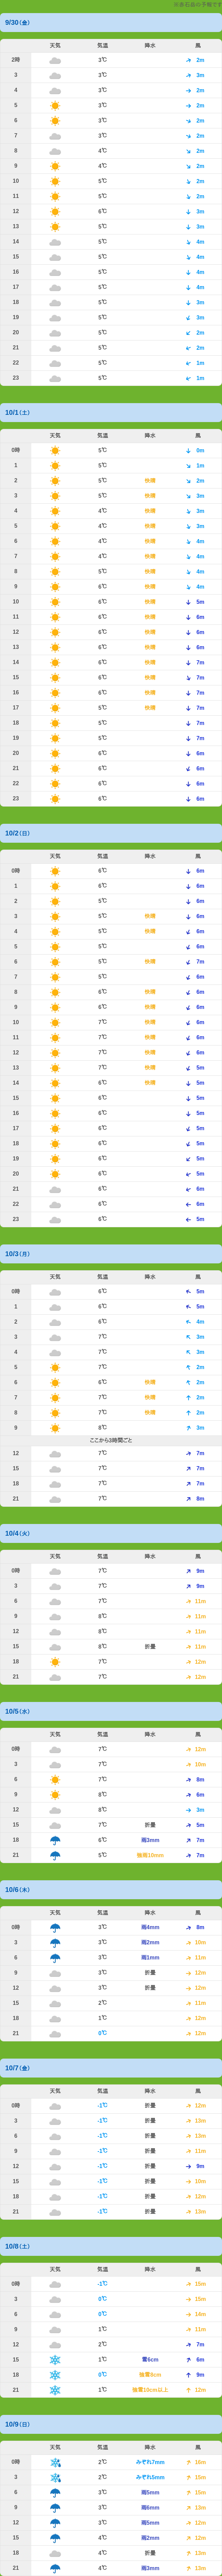 9/30(金)
天気 気温 降水 風
2時 3℃ 2m
3 3℃ 3m
4 3℃ 2m
5 3℃ 2m
6 3℃ 2m
7 3℃ 2m
8 4℃ 2m
9 4℃ 2m
10 5℃ 2m
11 5℃ 2m
12 6℃ 3m
13 5℃ 3m
14 5℃ 4m
15 5℃ 4m
16 5℃ 4m
17 5℃ 4m
18 5℃ 3m
19 5℃ 3m
20 5℃ 2m
21 5℃ 2m
22 5℃ 1m
23 5℃ 1m
10/1(土)
天気 気温 降水 風
0時 5℃ 0m
1 5℃ 1m
2 5℃ 快晴 2m
3 5℃ 快晴 3m
4 4℃ 快晴 3m
5 4℃ 快晴 3m
6 4℃ 快晴 4m
7 4℃ 快晴 4m
8 5℃ 快晴 4m
9 6℃ 快晴 4m
10 6℃ 快晴 5m
11 6℃ 快晴 6m
12 6℃ 快晴 6m
13 6℃ 快晴 6m
14 6℃ 快晴 7m
15 6℃ 快晴 7m
16 6℃ 快晴 7m
17 5℃ 快晴 7m
18 5℃ 7m
19 5℃ 7m
20 6℃ 6m
21 6℃ 6m
22 6℃ 6m
23 6℃ 6m
10/2(日)
天気 気温 降水 風
0時 6℃ 6m
1 6℃ 6m
2 5℃ 6m
3 5℃ 快晴 6m
4 5℃ 快晴 6m
5 5℃ 6m
6 5℃ 快晴 7m
7 5℃ 6m
8 6℃ 快晴 6m
9 6℃ 快晴 6m
10 7℃ 快晴 6m
11 7℃ 快晴 6m
12 7℃ 快晴 6m
13 7℃ 快晴 5m
14 6℃ 快晴 5m
15 6℃ 5m
16 6℃ 5m
17 6℃ 5m
18 6℃ 5m
19 6℃ 5m
20 6℃ 5m
21 6℃ 6m
22 6℃ 6m
23 6℃ 5m
10/3(月)
天気 気温 降水 風
0時 6℃ 5m
1 6℃ 5m
2 6℃ 4m
3 7℃ 3m
4 7℃ 3m
5 7℃ 2m
6 6℃ 快晴 2m
7 7℃ 快晴 2m
8 7℃ 快晴 2m
9 8℃ 3m
ここから3時間ごと
12 7℃ 7m
15 7℃ 7m
18 7℃ 7m
21 7℃ 8m
10/4(火)
天気 気温 降水 風
0時 7℃ 9m
3 7℃ 9m
6 7℃ 11m
9 8℃ 11m
12 8℃ 11m
15 8℃ 折曇 11m
18 7℃ 12m
21 7℃ 12m
10/5(水)
天気 気温 降水 風
0時 7℃ 12m
3 7℃ 10m
6 7℃ 8m
9 8℃ 6m
12 8℃ 3m
15 7℃ 折曇 5m
18 6℃ 雨3mm 7m
21 5℃ 強雨10mm 7m
10/6(木)
天気 気温 降水 風
0時 3℃ 雨4mm 8m
3 3℃ 雨2mm 10m
6 3℃ 雨1mm 11m
9 3℃ 折曇 12m
12 3℃ 折曇 12m
15 2℃ 11m
18 1℃ 12m
21 0℃ 12m
10/7(金)
天気 気温 降水 風
0時 -1℃ 折曇 12m
3 -1℃ 折曇 13m
6 -1℃ 折曇 13m
9 -1℃ 折曇 11m
12 -1℃ 折曇 9m
15 -1℃ 折曇 10m
18 -1℃ 折曇 12m
21 -1℃ 折曇 13m
10/8(土)
天気 気温 降水 風
0時 -1℃ 15m
3 0℃ 15m
6 0℃ 14m
9 1℃ 11m
12 2℃ 7m
15 1℃ 雪6cm 6m
18 0℃ 9m
21 1℃ 強雪10cm以上 12m
10/9(日)
天気 気温 降水 風
0時 2℃ みぞれ7mm 16m
3 2℃ みぞれ5mm 15m
6 3℃ 雨5mm 15m
9 3℃ 雨6mm 13m
12 3℃ 雨5mm 12m
15 4℃ 雨2mm 12m
18 4℃ 折曇 13m
21 4℃ 雨3mm 13m